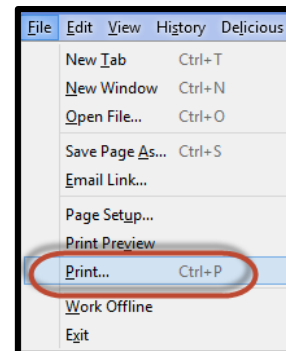 File Edit View History Delicious
New Tab Ctrl+T
New Window Ctrl+N
Open File... Ctrl+O
Save Page As... Ctrl+S
Email Link...
Page Setup...
Print Preview
Print... Ctrl+P
Work Offline
Exit